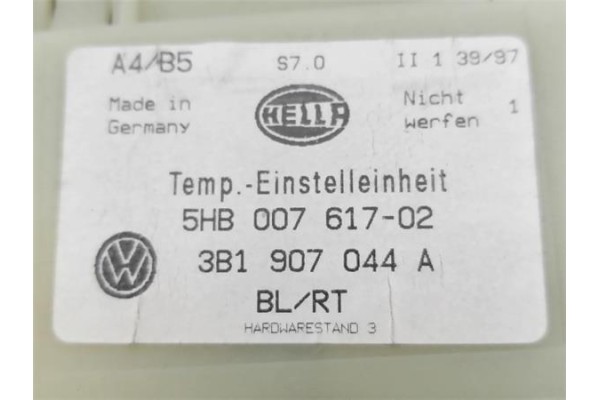 A4/B5 S7.0 II 1 39/97
Made in Germany
HELLA
Nicht werfen 1
Temp.-Einstelleinheit
5HB 007 617-02
VW
3B1 907 044 A
BL/RT
HARDWARESTAND 3